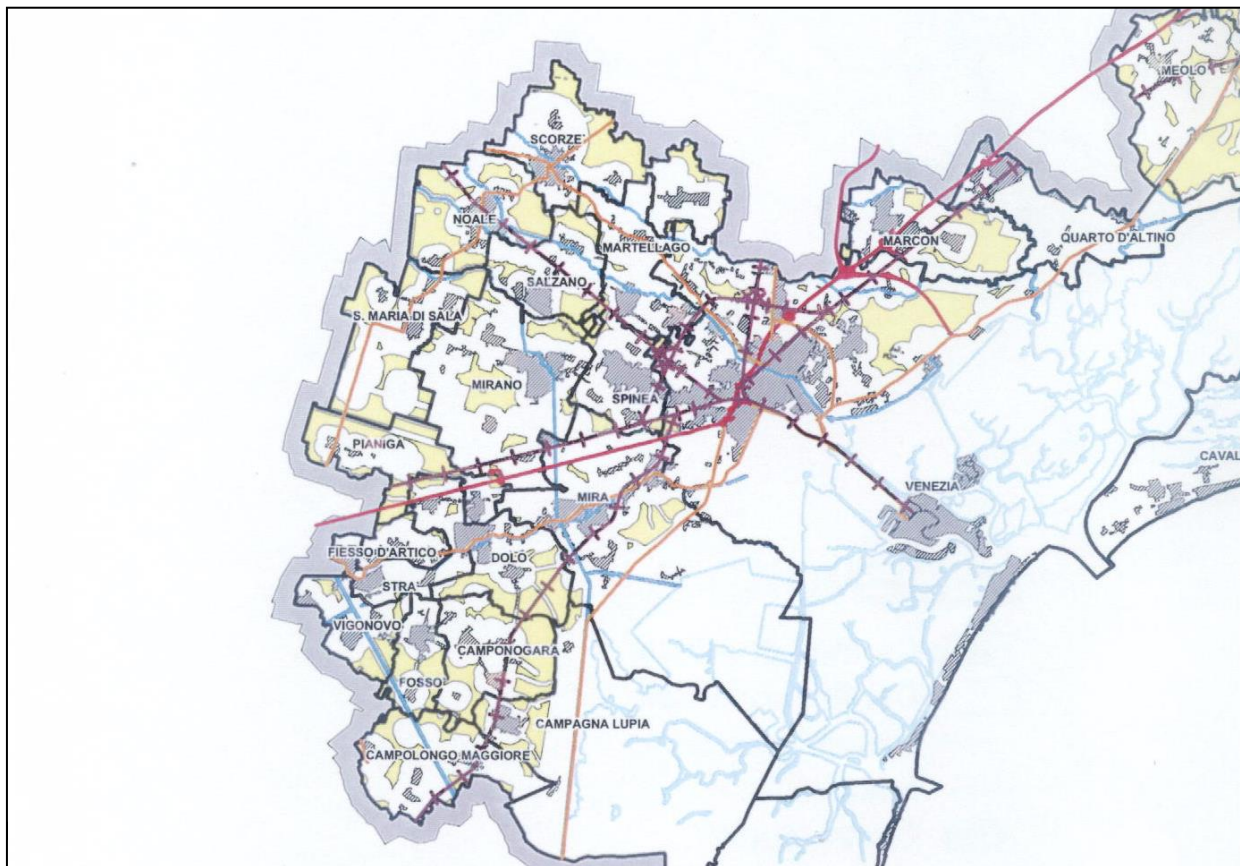 MEOLO
SCORZE'
NOALE
MARTELLAGO
MARCON
QUARTO D'ALTINO
SALZANO
S. MARIA DI SALA
MIRANO
SPINEA
PIANIGA
CAVAL
VENEZIA
MIRA
FIESSO D'ARTICO
DOLO
STRA
VIGONOVO
CAMPONOGARA
FOSSO'
CAMPAGNA LUPIA
CAMPOLONGO MAGGIORE